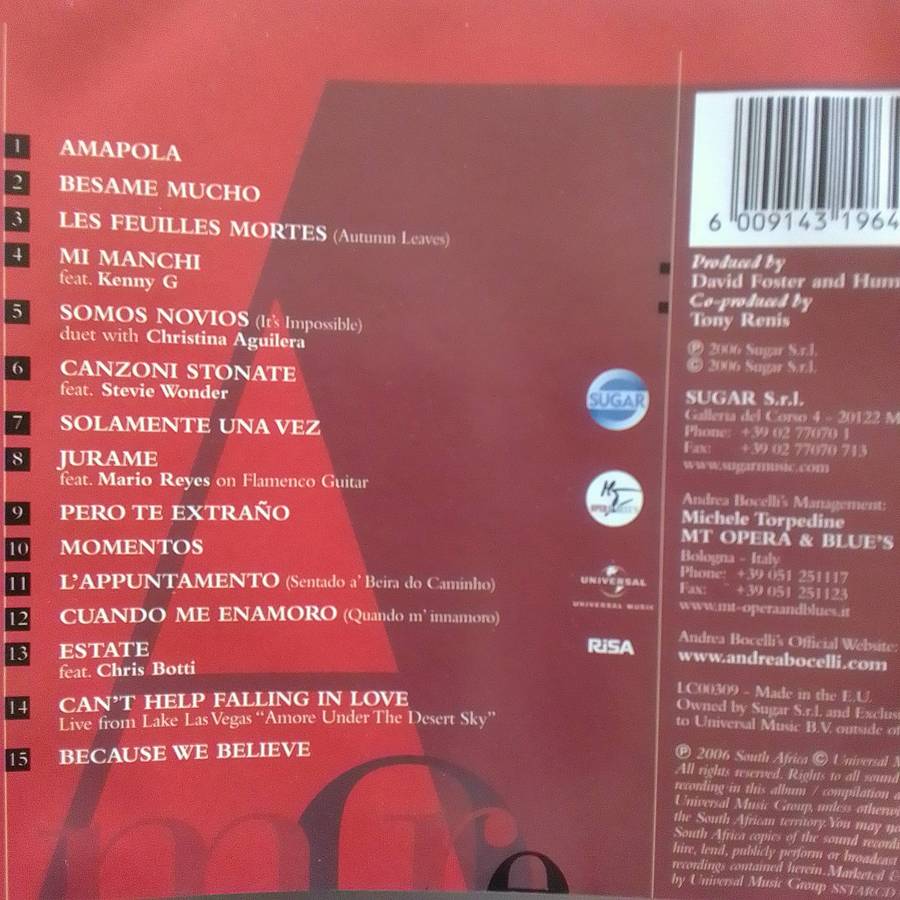 1 AMAPOLA
2 BESAME MUCHO
3 LES FEUILLES MORTES (Autumn Leaves)
4 MI MANCHI
feat. Kenny G
5 SOMOS NOVIOS (It's Impossible)
duet with Christina Aguilera
6 CANZONI STONATE
feat. Stevie Wonder
7 SOLAMENTE UNA VEZ
8 JURAME
feat. Mario Reyes on Flamenco Guitar
9 PERO TE EXTRAÑO
10 MOMENTOS
11 L'APPUNTAMENTO (Sentado a' Beira do Caminho)
12 CUANDO ME ENAMORO (Quando m' innamoro)
13 ESTATE
feat. Chris Botti
14 CAN'T HELP FALLING IN LOVE
Live from Lake Las Vegas "Amore Under The Desert Sky"
15 BECAUSE WE BELIEVE
SUGAR
MT
UNIVERSAL
UNIVERSAL MUSIC
RiSA
6 009143 1964
Produced by
David Foster and Hum
Co-produced by
Tony Renis
℗ 2006 Sugar S.r.l.
© 2006 Sugar S.r.l.
SUGAR S.r.l.
Galleria del Corso 4 - 20122 M
Phone: +39 02 77070 1
Fax: +39 02 77070 713
www.sugarmusic.com
Andrea Bocelli's Management:
Michele Torpedine
MT OPERA & BLUE'S
Bologna - Italy
Phone: +39 051 251117
Fax: +39 051 251123
www.mt-operaandblues.it
Andrea Bocelli's Official Website:
www.andreabocelli.com
LC00309 - Made in the E.U.
Owned by Sugar S.r.l. and Exclus
to Universal Music B.V. outside of
℗ 2006 South Africa © Universal M
All rights reserved. Rights to all sound
recording in this album / compilation a
Universal Music Group, unless otherw
the South African territory. You may no
South Africa copies of the sound recordi
hire, lend, publicly perform or broadcast
recordings contained herein. Marketed &
by Universal Music Group SSTARCD